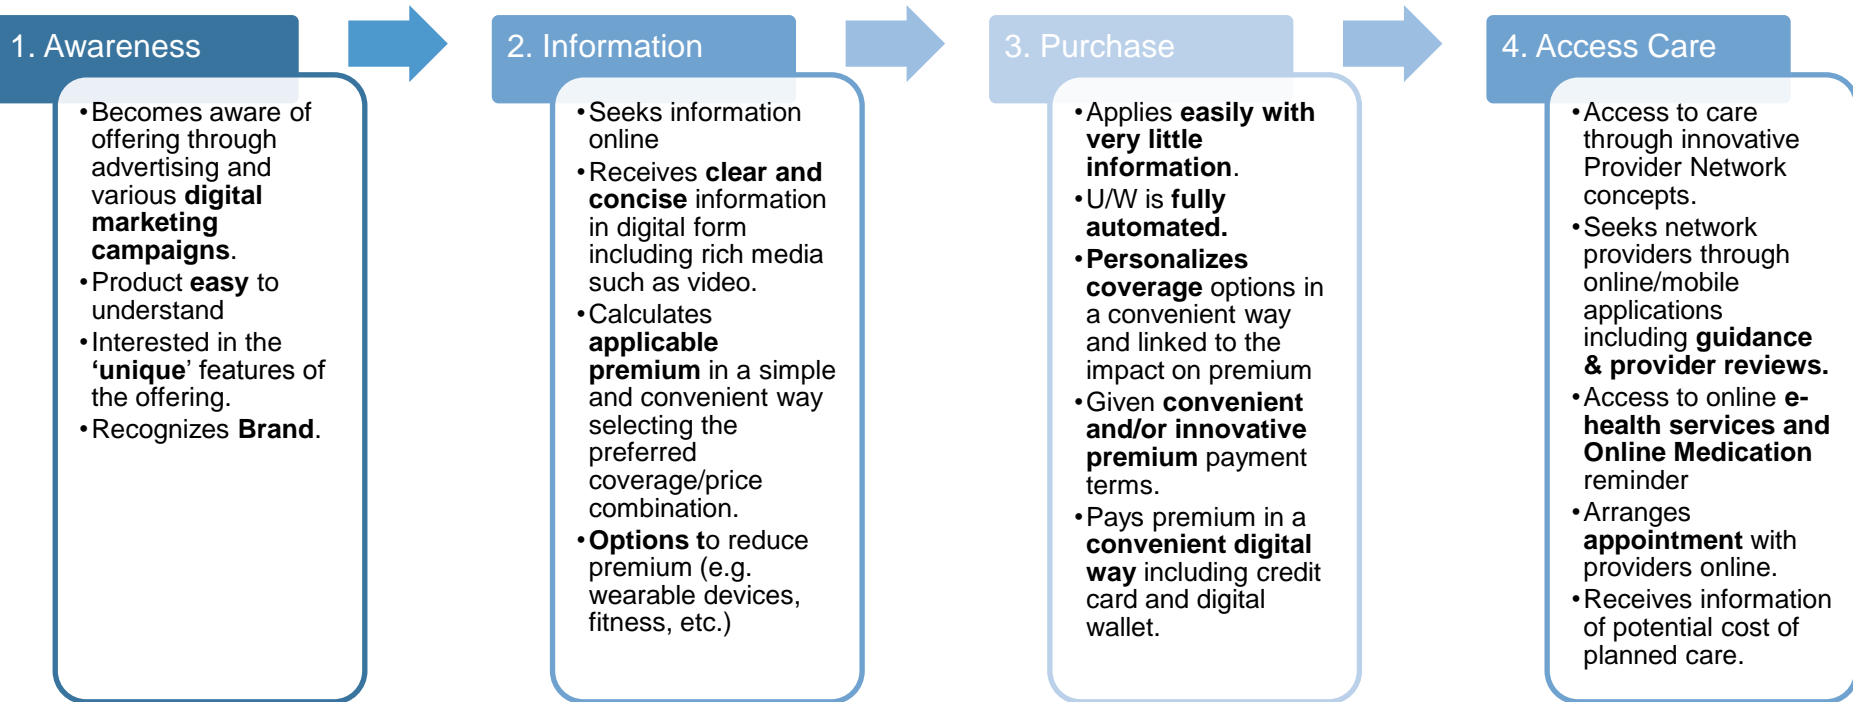 1. Awareness
•Becomes aware of
offering through
advertising and
various digital
marketing
campaigns.
•Product easy to
understand
•Interested in the
‘unique’ features of
the offering.
•Recognizes Brand.
2. Information
•Seeks information
online
•Receives clear and
concise information
in digital form
including rich media
such as video.
•Calculates
applicable
premium in a simple
and convenient way
selecting the
preferred
coverage/price
combination.
•Options to reduce
premium (e.g.
wearable devices,
fitness, etc.)
3. Purchase
•Applies easily with
very little
information.
•U/W is fully
automated.
•Personalizes
coverage options in
a convenient way
and linked to the
impact on premium
•Given convenient
and/or innovative
premium payment
terms.
•Pays premium in a
convenient digital
way including credit
card and digital
wallet.
4. Access Care
•Access to care
through innovative
Provider Network
concepts.
•Seeks network
providers through
online/mobile
applications
including guidance
& provider reviews.
•Access to online e-
health services and
Online Medication
reminder
•Arranges
appointment with
providers online.
•Receives information
of potential cost of
planned care.